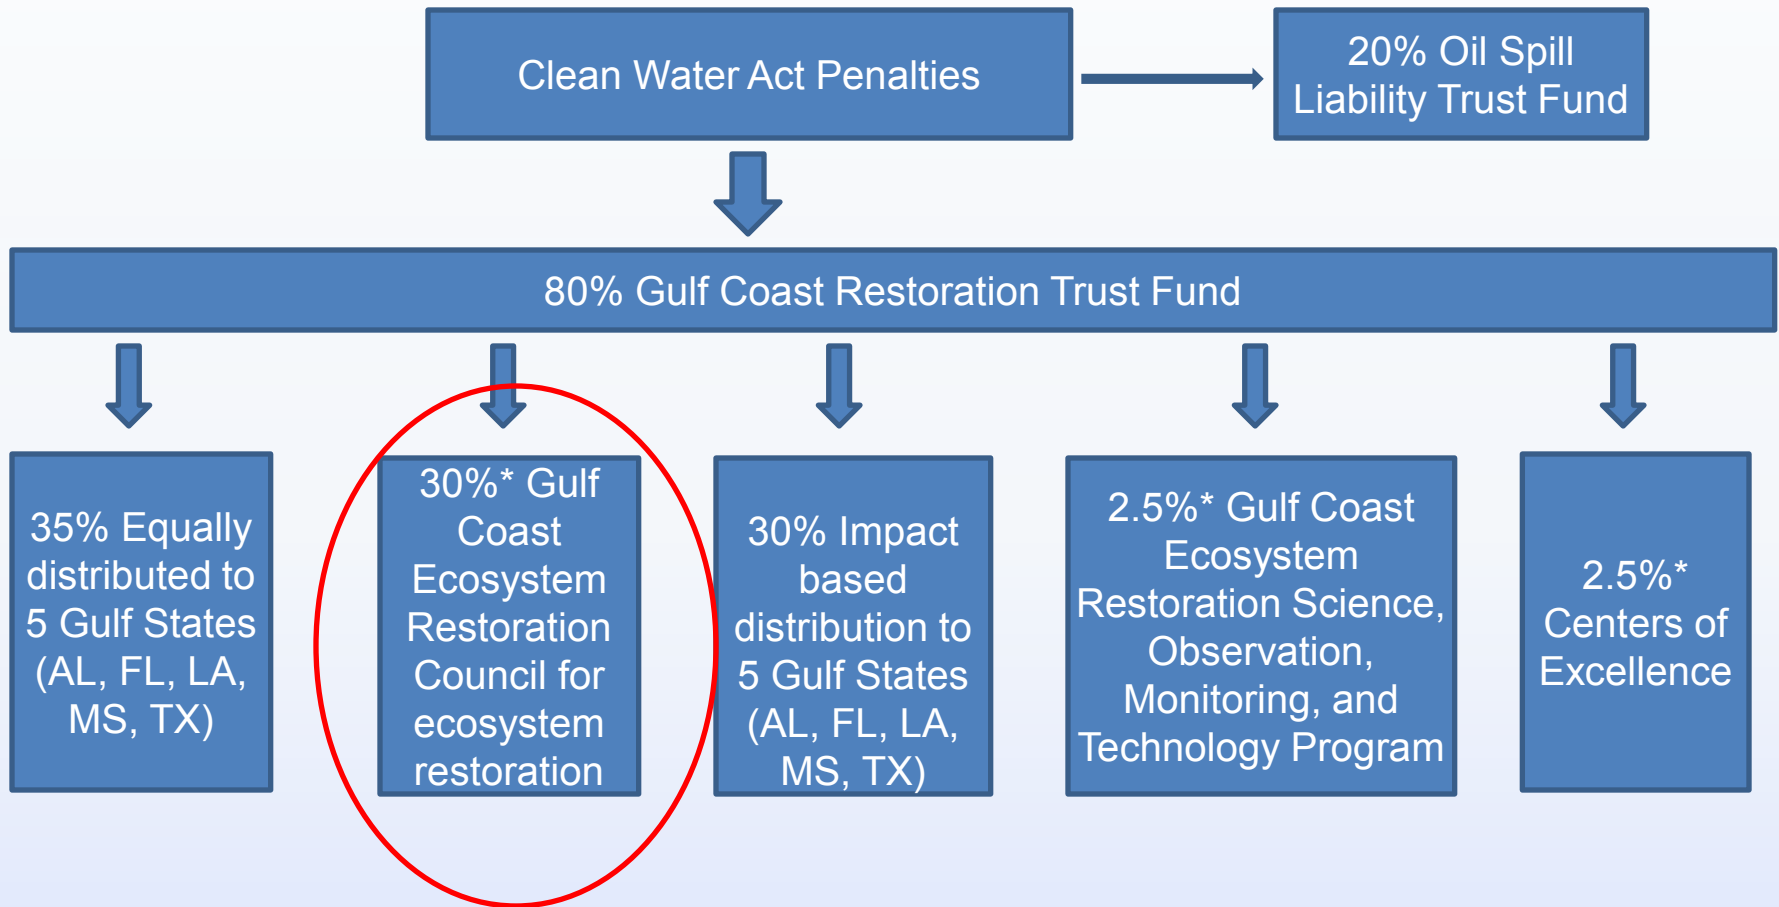 Clean Water Act Penalties
20% Oil Spill
Liability Trust Fund
80% Gulf Coast Restoration Trust Fund
35% Equally
distributed to
5 Gulf States
(AL, FL, LA,
MS, TX)
30%* Gulf
Coast
Ecosystem
Restoration
Council for
ecosystem
restoration
30% Impact
based
distribution to
5 Gulf States
(AL, FL, LA,
MS, TX)
2.5%* Gulf Coast
Ecosystem
Restoration Science,
Observation,
Monitoring, and
Technology Program
2.5%*
Centers of
Excellence